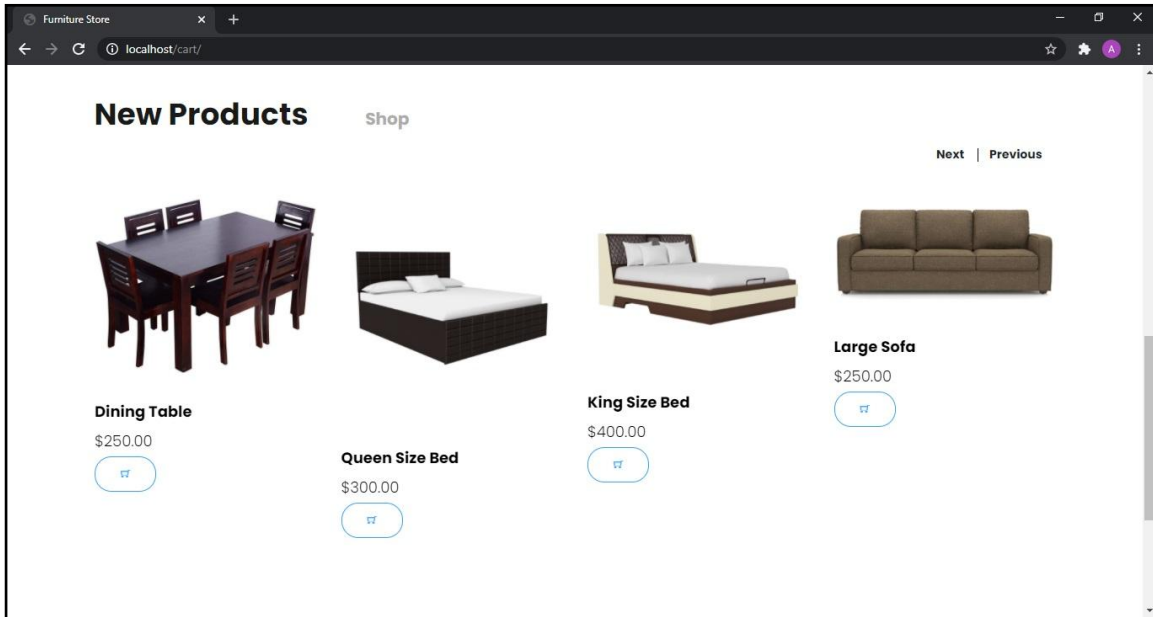 Furniture Store
localhost/cart/
A
New Products
Shop
Next | Previous
Dining Table
$250.00
Queen Size Bed
$300.00
King Size Bed
$400.00
Large Sofa
$250.00